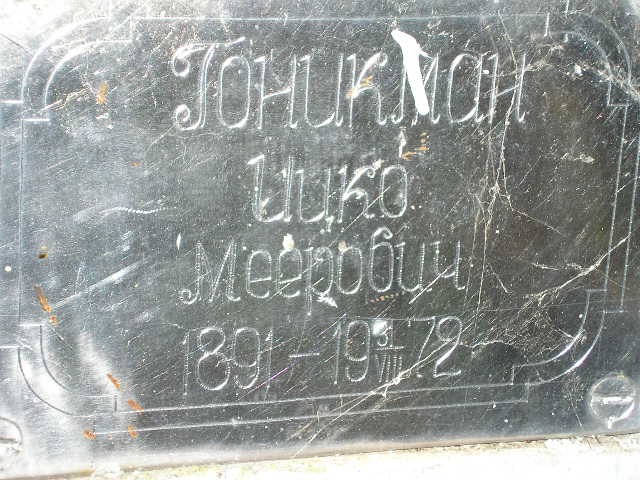 Гоникман
Ицко
Меерович
1891-19 31/VIII 72